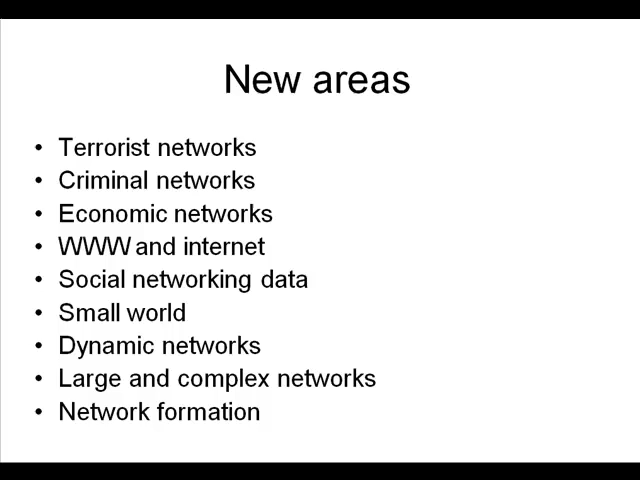 New areas
• Terrorist networks
• Criminal networks
• Economic networks
• WWW and internet
• Social networking data
• Small world
• Dynamic networks
• Large and complex networks
• Network formation